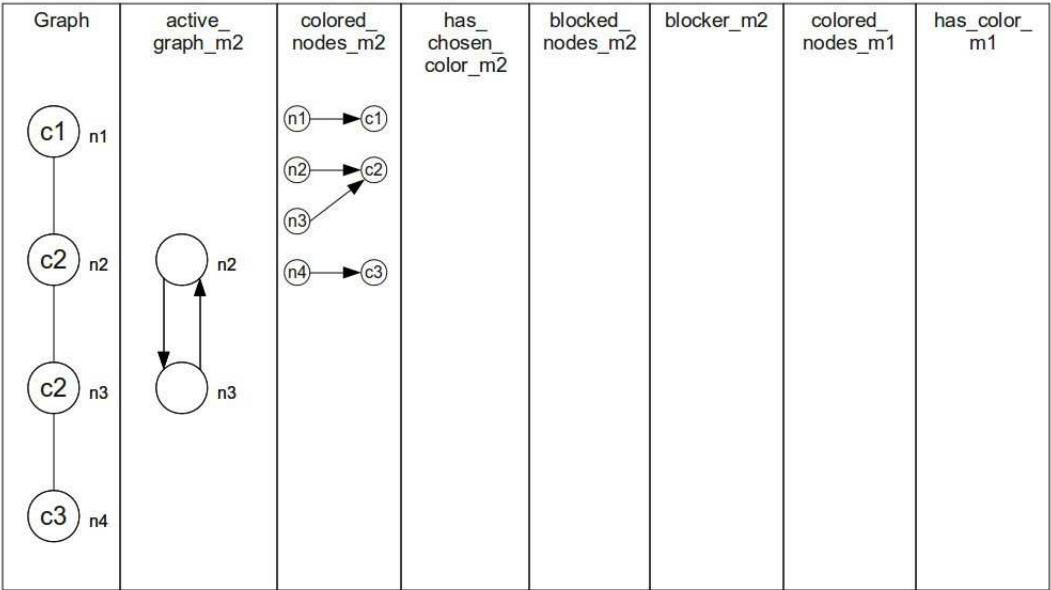 Graph
active_
graph_m2
colored_
nodes_m2
has_
chosen_
color_m2
blocked_
nodes_m2
blocker_m2
colored_
nodes_m1
has_color_
m1
c1 n1
c2 n2
c2 n3
c3 n4
n2
n3
n1 c1
n2 c2
n3
n4 c3